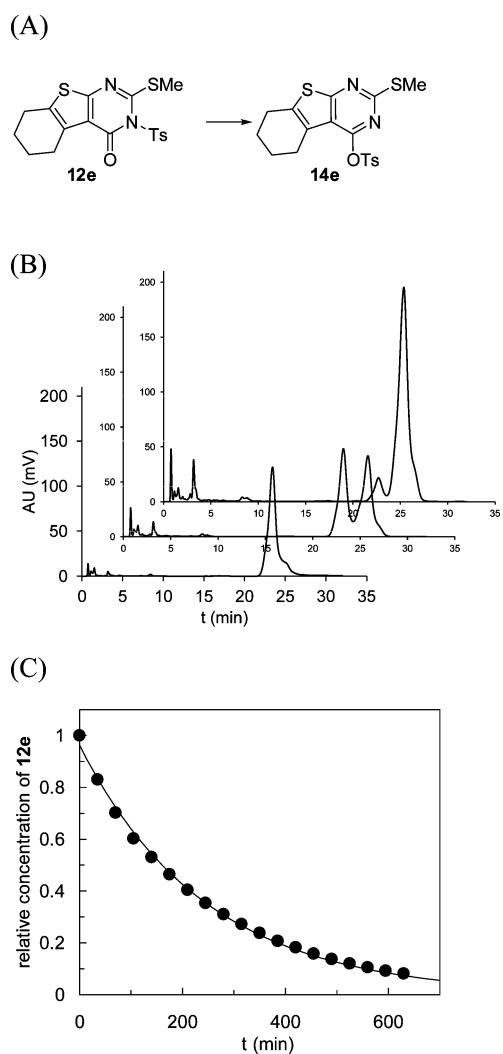 (A)
S N SMe
N Ts
O
12e
S N SMe
N
OTs
14e
(B)
200
150
100
50
0
0 5 10 15 20 25 30 35
200
150
100
50
0
0 5 10 15 20 25 30 35
AU (mV)
200
150
100
50
0
0 5 10 15 20 25 30 35
t (min)
(C)
relative concentration of 12e
1
0.8
0.6
0.4
0.2
0
0 200 400 600
t (min)